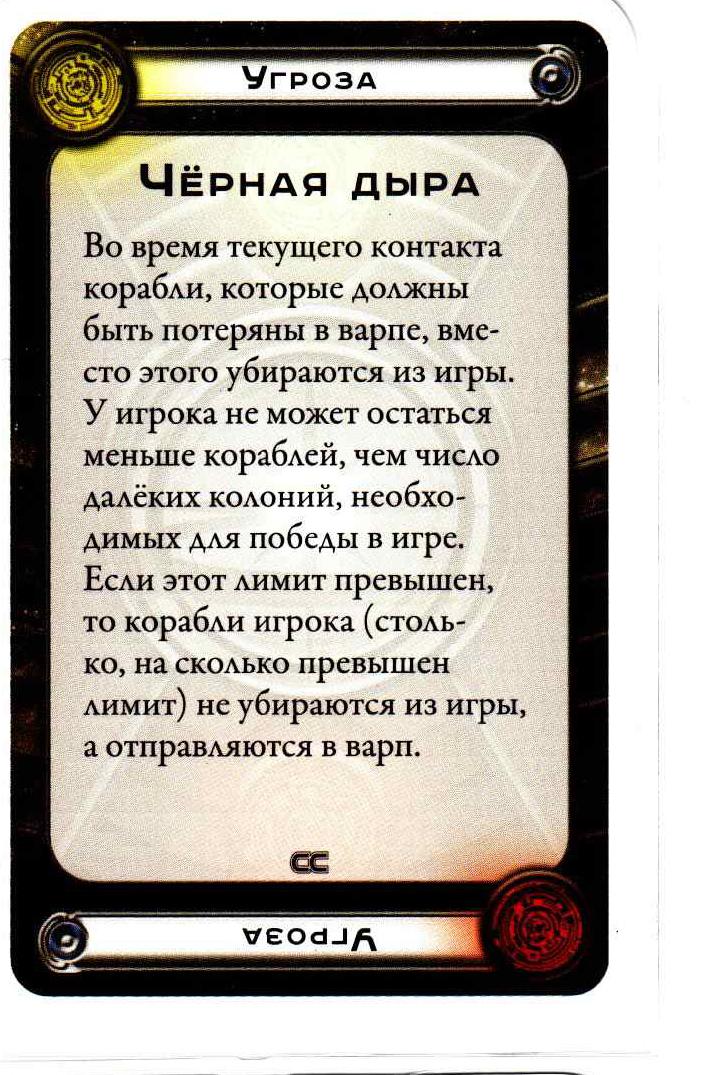 Угроза
Чёрная дыра
Во время текущего контакта
корабли, которые должны
быть потеряны в варпе, вме-
сто этого убираются из игры.
У игрока не может остаться
меньше кораблей, чем число
далёких колоний, необхо-
димых для победы в игре.
Если этот лимит превышен,
то корабли игрока (столь-
ко, на сколько превышен
лимит) не убираются из игры,
а отправляются в варп.
CC
Угроза